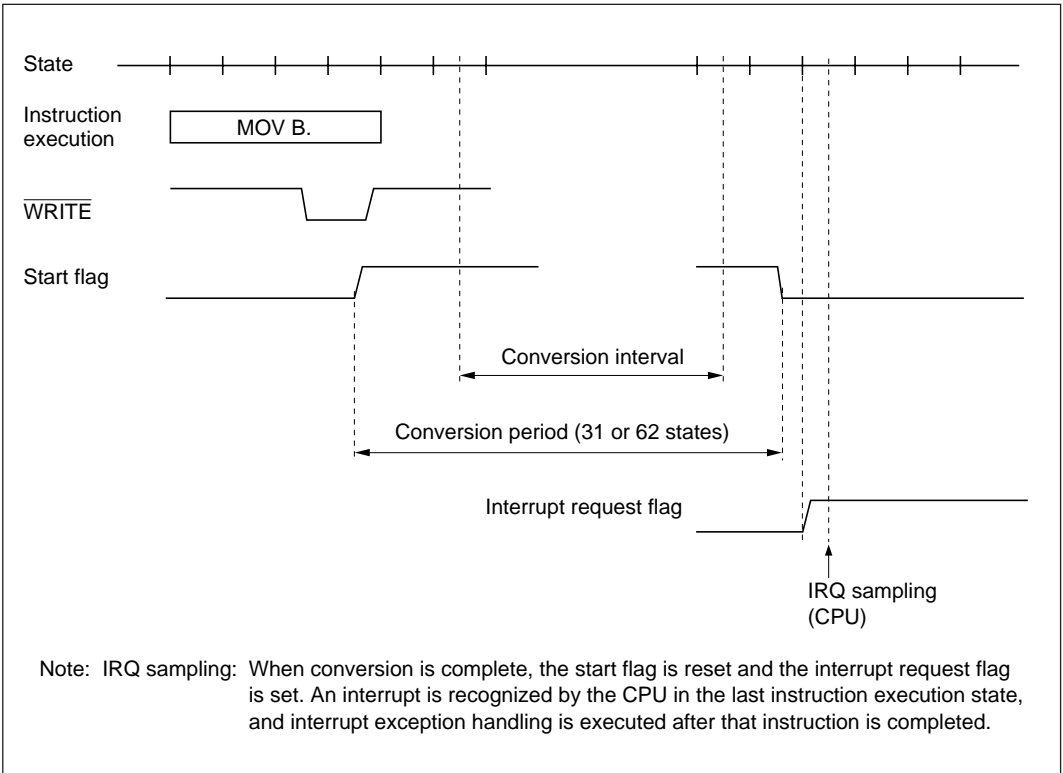 State
Instruction
execution
MOV B.
WRITE
Start flag
Conversion interval
Conversion period (31 or 62 states)
Interrupt request flag
IRQ sampling
(CPU)
Note: IRQ sampling: When conversion is complete, the start flag is reset and the interrupt request flag
is set. An interrupt is recognized by the CPU in the last instruction execution state,
and interrupt exception handling is executed after that instruction is completed.